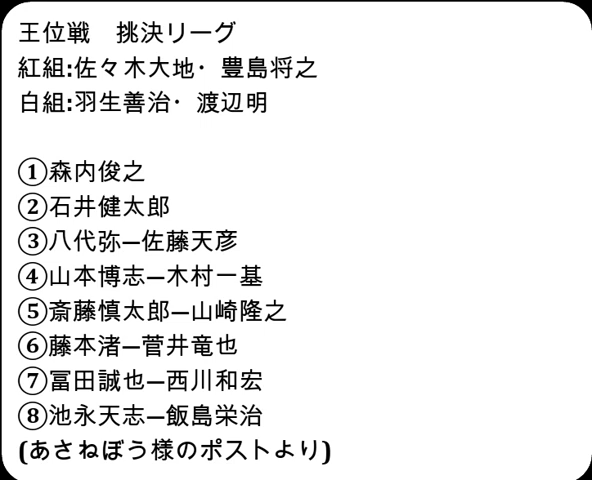 王位戦　挑決リーグ
紅組:佐々木大地・豊島将之
白組:羽生善治・渡辺明
①森内俊之
②石井健太郎
③八代弥—佐藤天彦
④山本博志—木村一基
⑤斎藤慎太郎—山崎隆之
⑥藤本渚—菅井竜也
⑦冨田誠也—西川和宏
⑧池永天志—飯島栄治
(あさねぼう様のポストより)